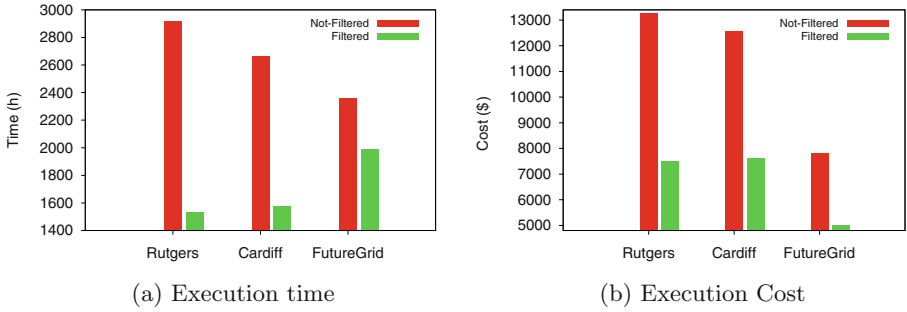 3000
2800
2600
2400
2200
2000
1800
1600
1400
Time (h)
Not-Filtered
Filtered
Rutgers Cardiff FutureGrid
(a) Execution time
13000
12000
11000
10000
9000
8000
7000
6000
5000
Cost ($)
Not-Filtered
Filtered
Rutgers Cardiff FutureGrid
(b) Execution Cost